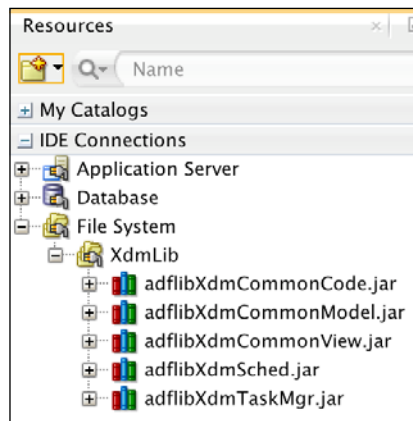 Resources
Name
My Catalogs
IDE Connections
Application Server
Database
File System
XdmLib
adflibXdmCommonCode.jar
adflibXdmCommonModel.jar
adflibXdmCommonView.jar
adflibXdmSched.jar
adflibXdmTaskMgr.jar